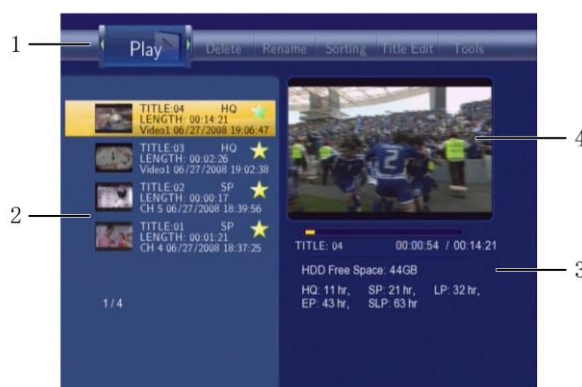 1
Play Delete Rename Sorting Title Edit Tools
TITLE:04 HQ
LENGTH: 00:14:21
Video1 06/27/2008 19:06:47
TITLE:03 HQ
LENGTH: 00:02:26
Video1 06/27/2008 19:02:38
2
TITLE:02 SP
LENGTH: 00:00:17
CH 5 06/27/2008 18:39:56
TITLE:01 SP
LENGTH: 00:01:21
CH 4 06/27/2008 18:37:25
1/4
4
2
TITLE: 04 00:00:54 / 00:14:21
HDD Free Space: 44GB
3
HQ: 11 hr, SP: 21 hr, LP: 32 hr,
EP: 43 hr, SLP: 63 hr